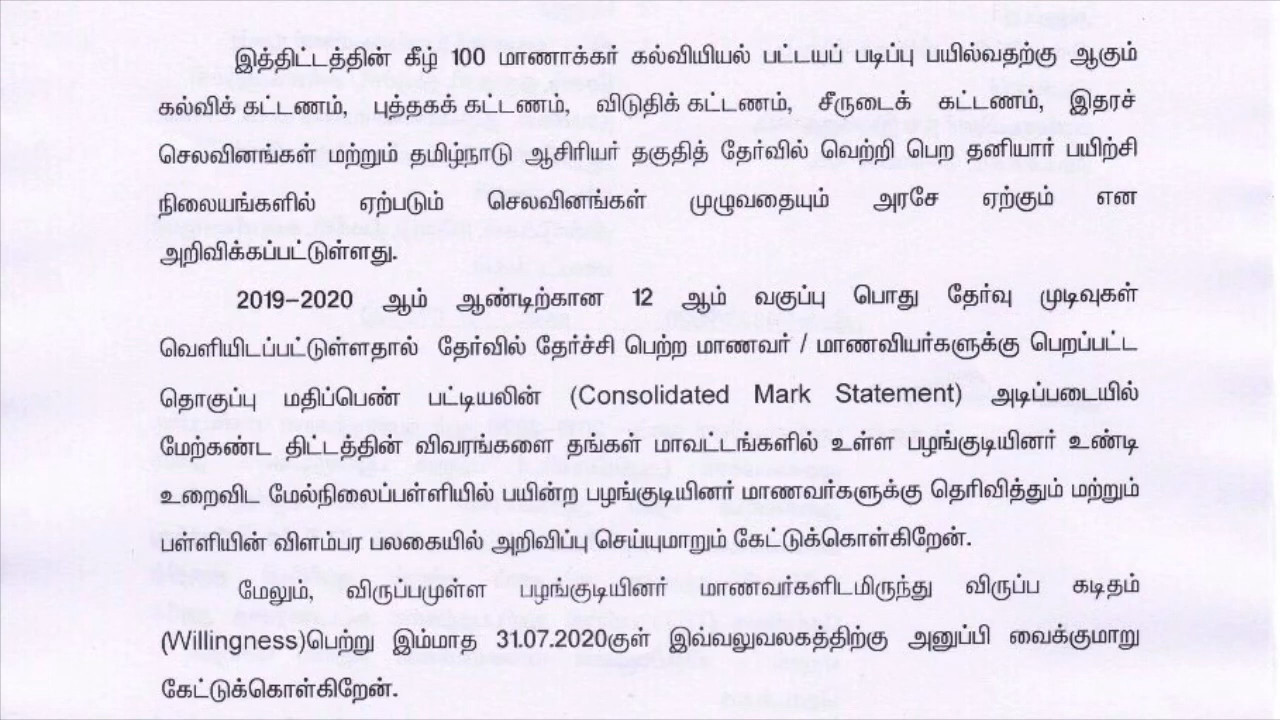 இத்திட்டத்தின் கீழ் 100 மாணாக்கர் கல்வியியல் பட்டயப் படிப்பு பயில்வதற்கு ஆகும்
கல்விக் கட்டணம், புத்தகக் கட்டணம், விடுதிக் கட்டணம், சீருடைக் கட்டணம், இதரச்
செலவினங்கள் மற்றும் தமிழ்நாடு ஆசிரியர் தகுதித் தேர்வில் வெற்றி பெற தனியார் பயிற்சி
நிலையங்களில் ஏற்படும் செலவினங்கள் முழுவதையும் அரசே ஏற்கும் என
அறிவிக்கப்பட்டுள்ளது.
2019–2020 ஆம் ஆண்டிற்கான 12 ஆம் வகுப்பு பொது தேர்வு முடிவுகள்
வெளியிடப்பட்டுள்ளதால் தேர்வில் தேர்ச்சி பெற்ற மாணவர் / மாணவியர்களுக்கு பெறப்பட்ட
தொகுப்பு மதிப்பெண் பட்டியலின் (Consolidated Mark Statement) அடிப்படையில்
மேற்கண்ட திட்டத்தின் விவரங்களை தங்கள் மாவட்டங்களில் உள்ள பழங்குடியினர் உண்டி
உறைவிட மேல்நிலைப்பள்ளியில் பயின்ற பழங்குடியினர் மாணவர்களுக்கு தெரிவித்தும் மற்றும்
பள்ளியின் விளம்பர பலகையில் அறிவிப்பு செய்யுமாறும் கேட்டுக்கொள்கிறேன்.
மேலும், விருப்பமுள்ள பழங்குடியினர் மாணவர்களிடமிருந்து விருப்ப கடிதம்
(Willingness)பெற்று இம்மாத 31.07.2020குள் இவ்வலுவலகத்திற்கு அனுப்பி வைக்குமாறு
கேட்டுக்கொள்கிறேன்.